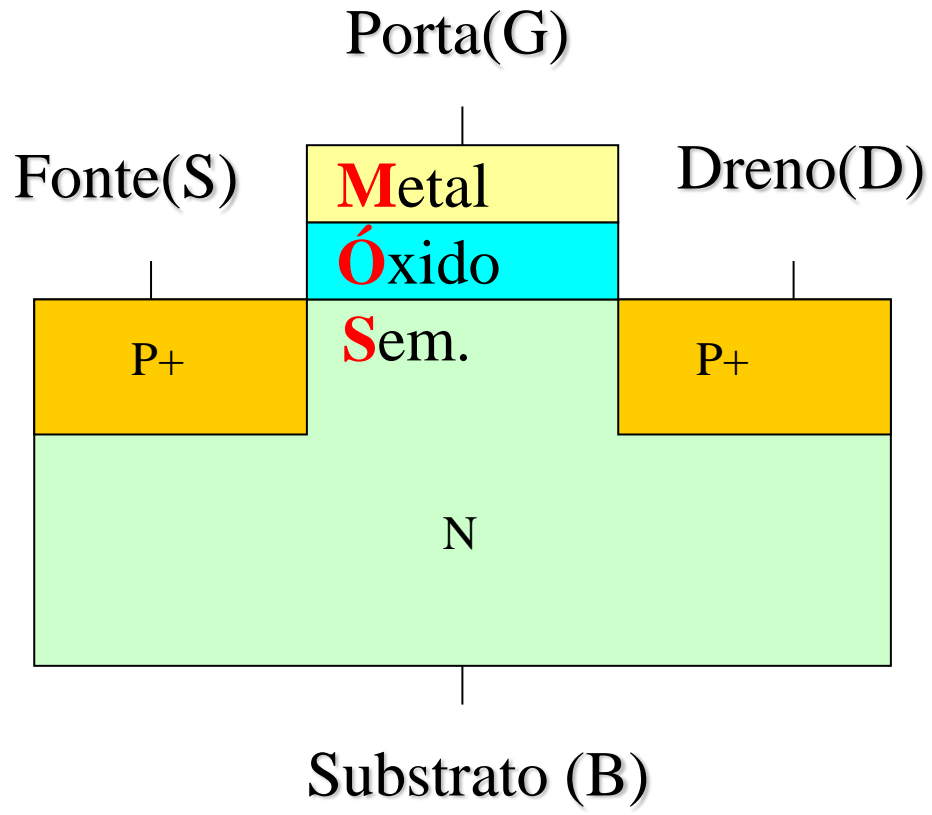 Porta(G)
Fonte(S)
Dreno(D)
Metal
Óxido
Sem.
P+
P+
N
Substrato (B)